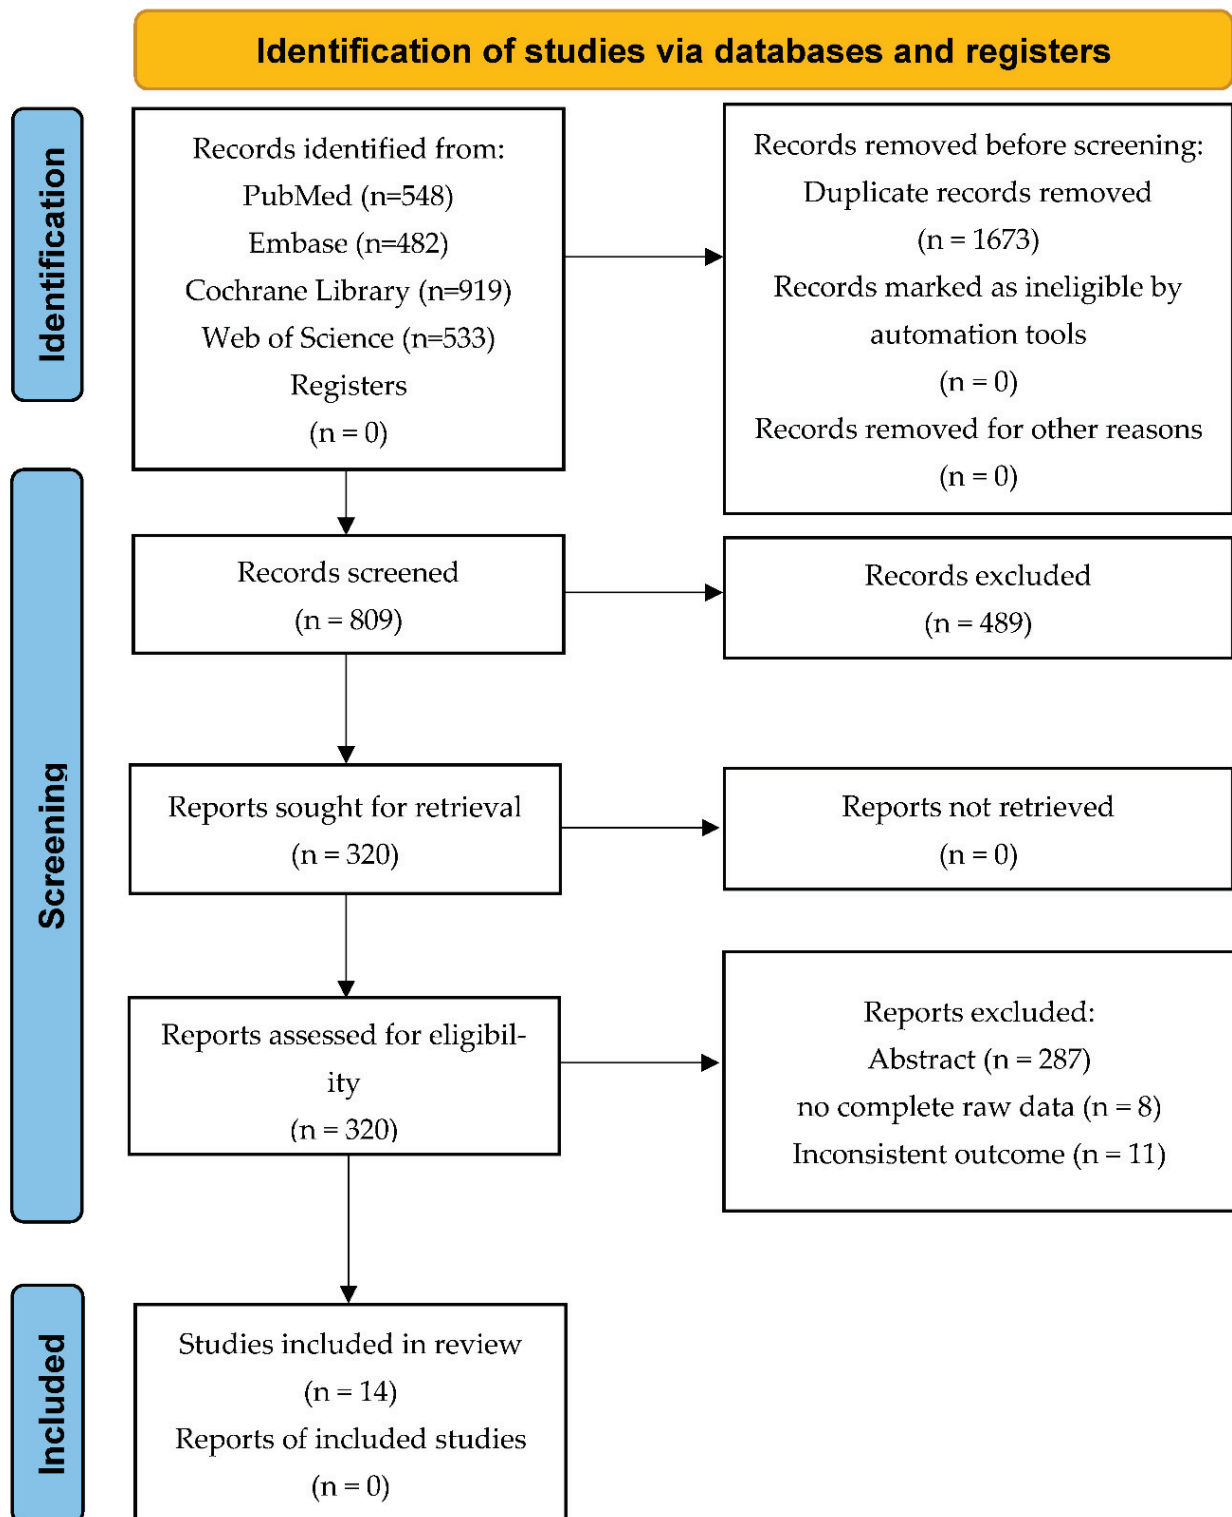 Identification of studies via databases and registers
Identification
Records identified from:
PubMed (n=548)
Embase (n=482)
Cochrane Library (n=919)
Web of Science (n=533)
Registers
(n = 0)
Records removed before screening:
Duplicate records removed
(n = 1673)
Records marked as ineligible by
automation tools
(n = 0)
Records removed for other reasons
(n = 0)
Screening
Records screened
(n = 809)
Records excluded
(n = 489)
Reports sought for retrieval
(n = 320)
Reports not retrieved
(n = 0)
Reports assessed for eligibil-
ity
(n = 320)
Reports excluded:
Abstract (n = 287)
no complete raw data (n = 8)
Inconsistent outcome (n = 11)
Included
Studies included in review
(n = 14)
Reports of included studies
(n = 0)